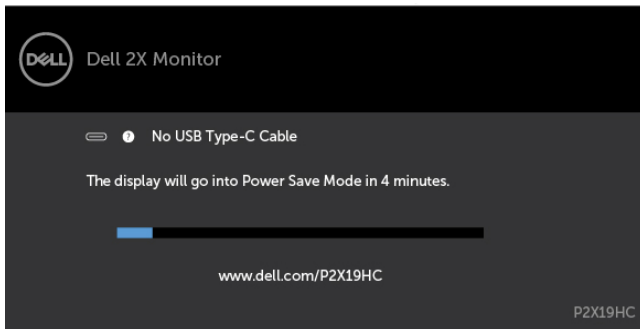 DELL
Dell 2X Monitor
? No USB Type-C Cable
The display will go into Power Save Mode in 4 minutes.
www.dell.com/P2X19HC
P2X19HC